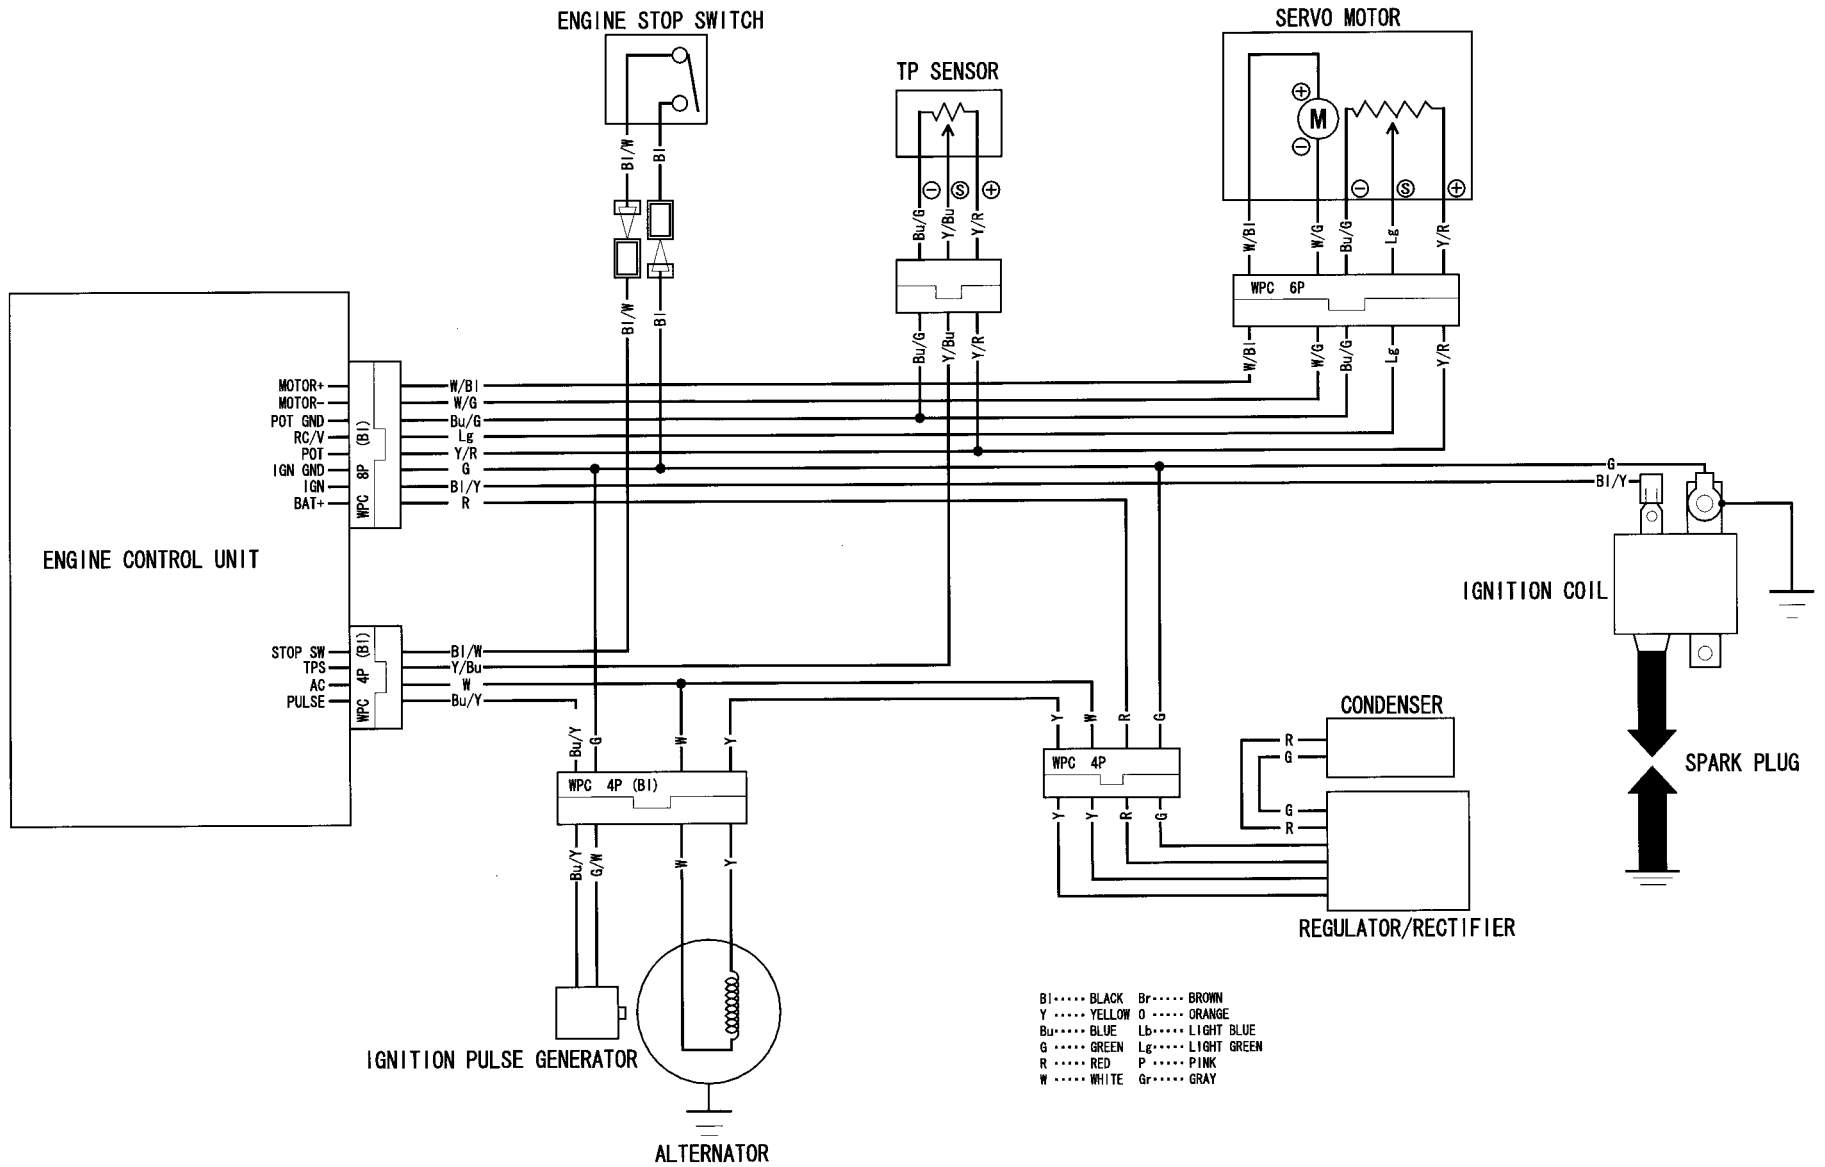 ENGINE STOP SWITCH
SERVO MOTOR
TP SENSOR
+
M
−
− S +
− S +
Bl/W Bl
Bu/G Y/Bu Y/R
W/Bl W/G Bu/G Lg Y/R
WPC 6P
Bl/W Bl
Bu/G Y/Bu Y/R
W/Bl W/G Bu/G Lg Y/R
MOTOR+ W/Bl
MOTOR- W/G
POT GND Bu/G
RC/V Lg
POT Y/R
IGN GND G G
IGN Bl/Y Bl/Y
BAT+ R
WPC 8P (Bl)
ENGINE CONTROL UNIT
IGNITION COIL
STOP SW Bl/W
TPS Y/Bu
AC W
PULSE Bu/Y
WPC 4P (Bl)
Bu/Y G W Y
Y W R G
CONDENSER
R
G
SPARK PLUG
WPC 4P (Bl)
WPC 4P
G
R
Y Y R G
Bu/Y G/W W Y
REGULATOR/RECTIFIER
IGNITION PULSE GENERATOR
ALTERNATOR
Bl ····· BLACK Br ····· BROWN
Y ····· YELLOW O ····· ORANGE
Bu ····· BLUE Lb ····· LIGHT BLUE
G ····· GREEN Lg ····· LIGHT GREEN
R ····· RED P ····· PINK
W ····· WHITE Gr ····· GRAY